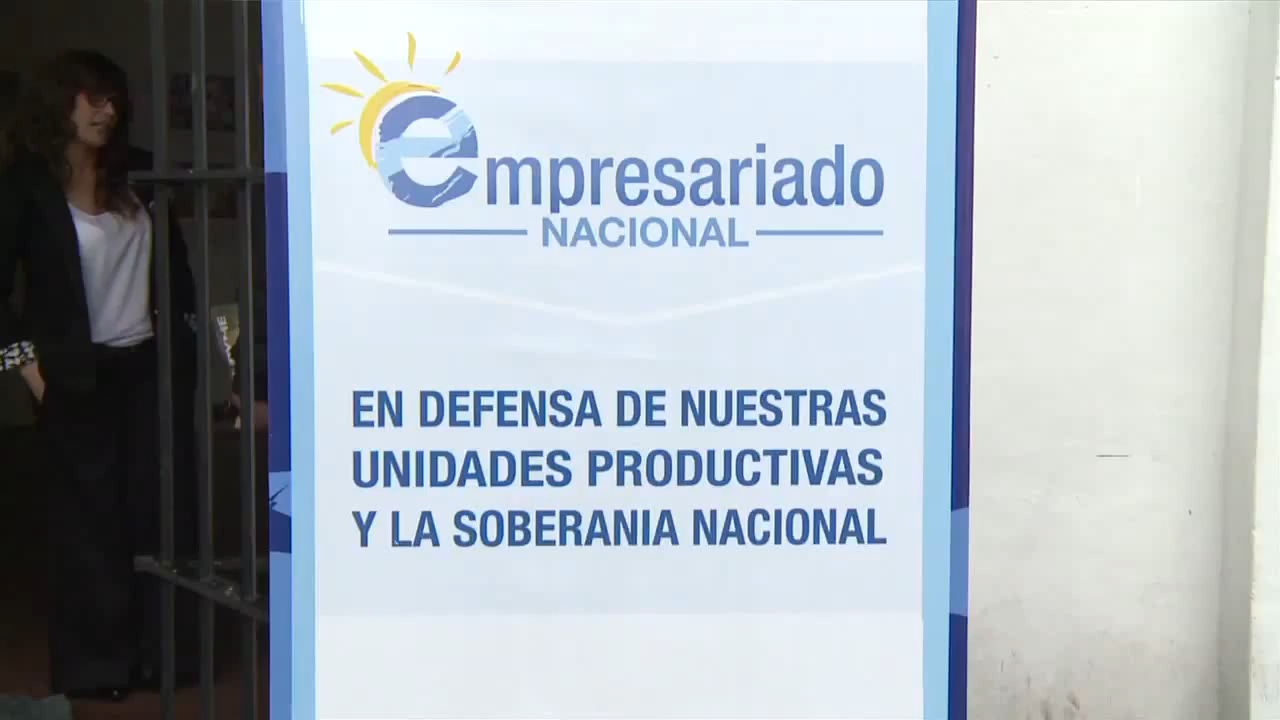 empresariado
NACIONAL
EN DEFENSA DE NUESTRAS
UNIDADES PRODUCTIVAS
Y LA SOBERANIA NACIONAL